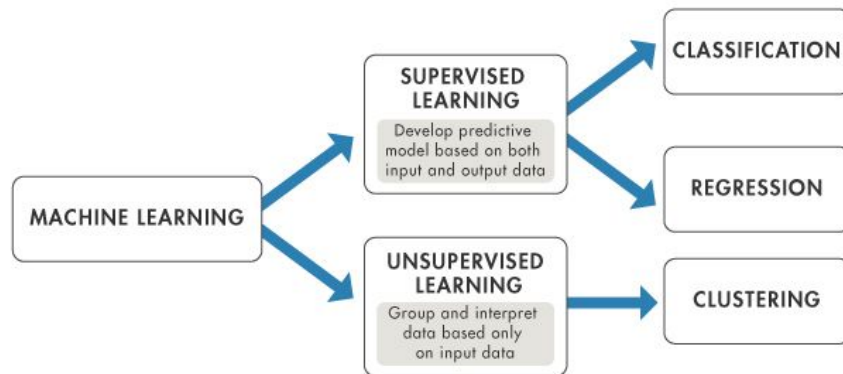 MACHINE LEARNING
SUPERVISED
LEARNING
Develop predictive
model based on both
input and output data
UNSUPERVISED
LEARNING
Group and interpret
data based only
on input data
CLASSIFICATION
REGRESSION
CLUSTERING